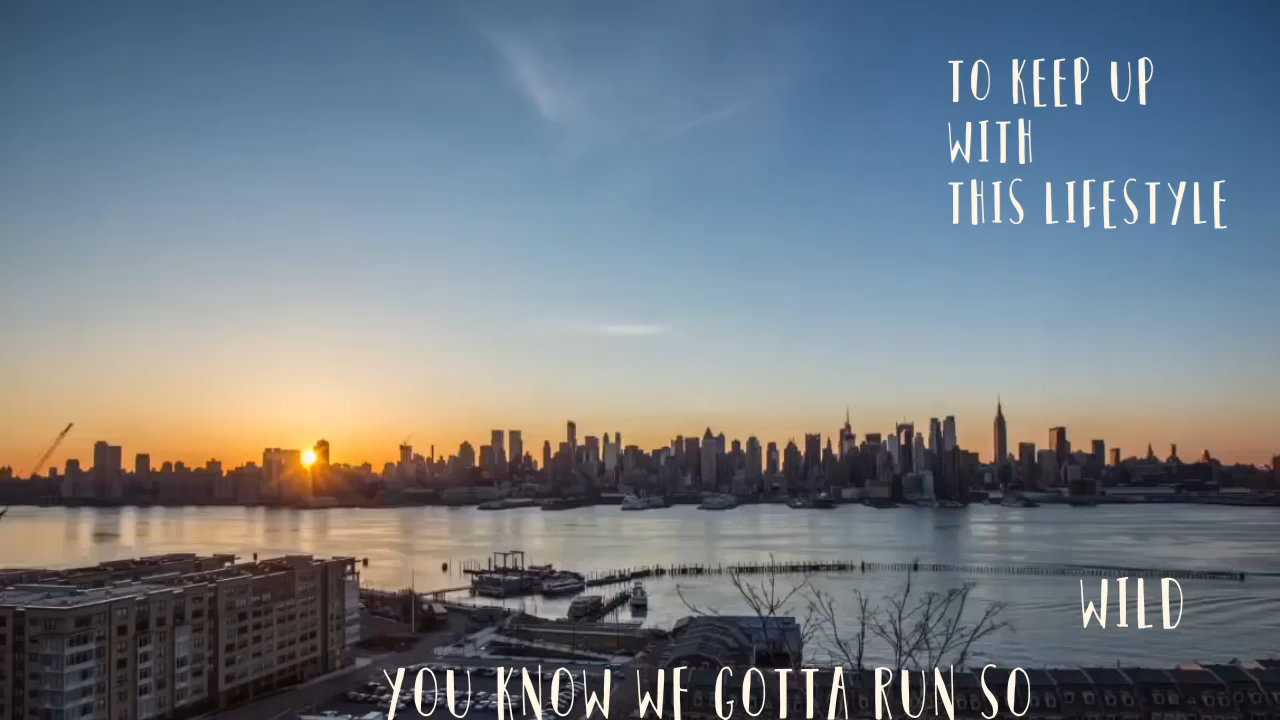 TO KEEP UP
WITH
THIS LIFESTYLE
WILD
YOU KNOW WE GOTTA RUN SO